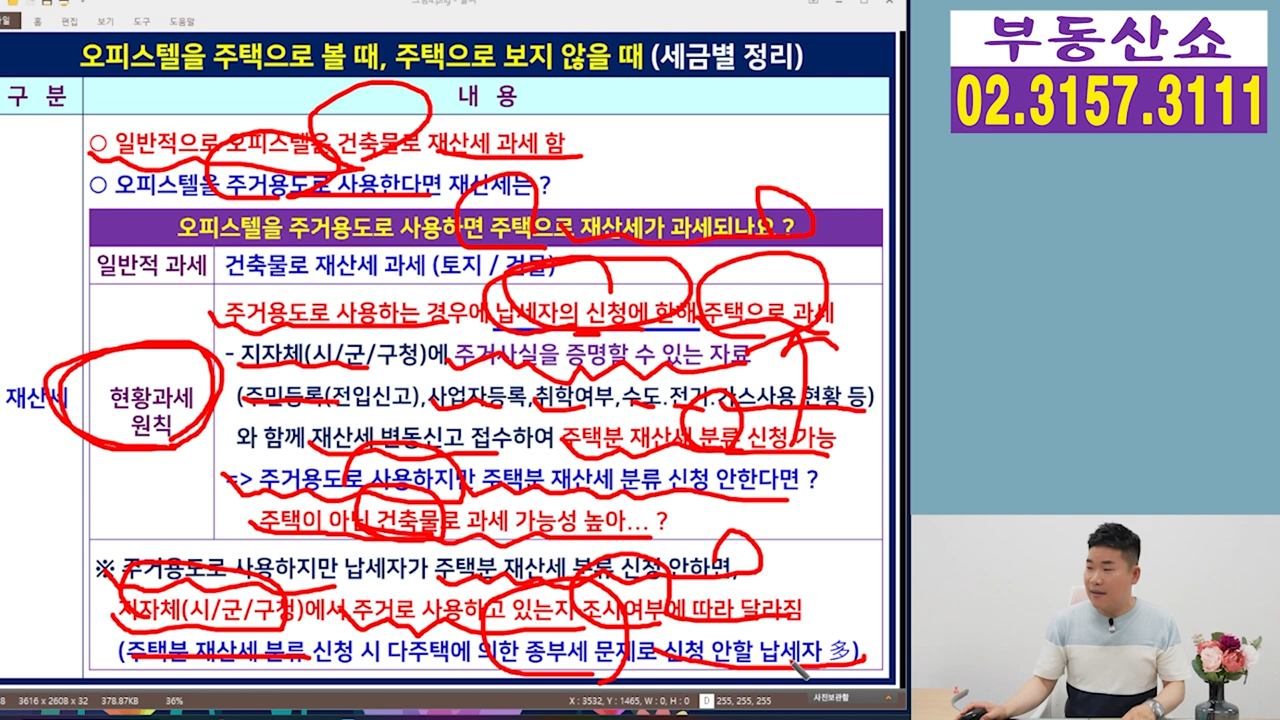 홈 편집 보기 도구 도움말
부동산쇼
02.3157.3111
오피스텔을 주택으로 볼 때, 주택으로 보지 않을 때 (세금별 정리)
구 분 내 용
○ 일반적으로 오피스텔을 건축물로 재산세 과세 함
○ 오피스텔을 주거용도로 사용한다면 재산세는 ?
오피스텔을 주거용도로 사용하면 주택으로 재산세가 과세되나요 ?
일반적 과세 건축물로 재산세 과세 (토지 / 건물)
주거용도로 사용하는 경우에 납세자의 신청에 한해 주택으로 과세
- 지자체(시/군/구청)에 주거사실을 증명할 수 있는 자료
재산세 현황과세 원칙 (주민등록(전입신고),사업자등록,취학여부,수도.전기.가스사용 현황 등)
와 함께 재산세 변동신고 접수하여 주택분 재산세 분류 신청 가능
=> 주거용도로 사용하지만 주택분 재산세 분류 신청 안한다면 ?
주택이 아닌 건축물로 과세 가능성 높아... ?
※ 주거용도로 사용하지만 납세자가 주택분 재산세 분류 신청 안하면,
지자체(시/군/구청)에서 주거로 사용하고 있는지 조사여부에 따라 달라짐
(주택분 재산세 분류 신청 시 다주택에 의한 종부세 문제로 신청 안할 납세자 多)
3616 x 2608 x 32 378.87KB 36% X : 3532, Y : 1465, W : 0, H : 0 D 255, 255, 255 사진보관함